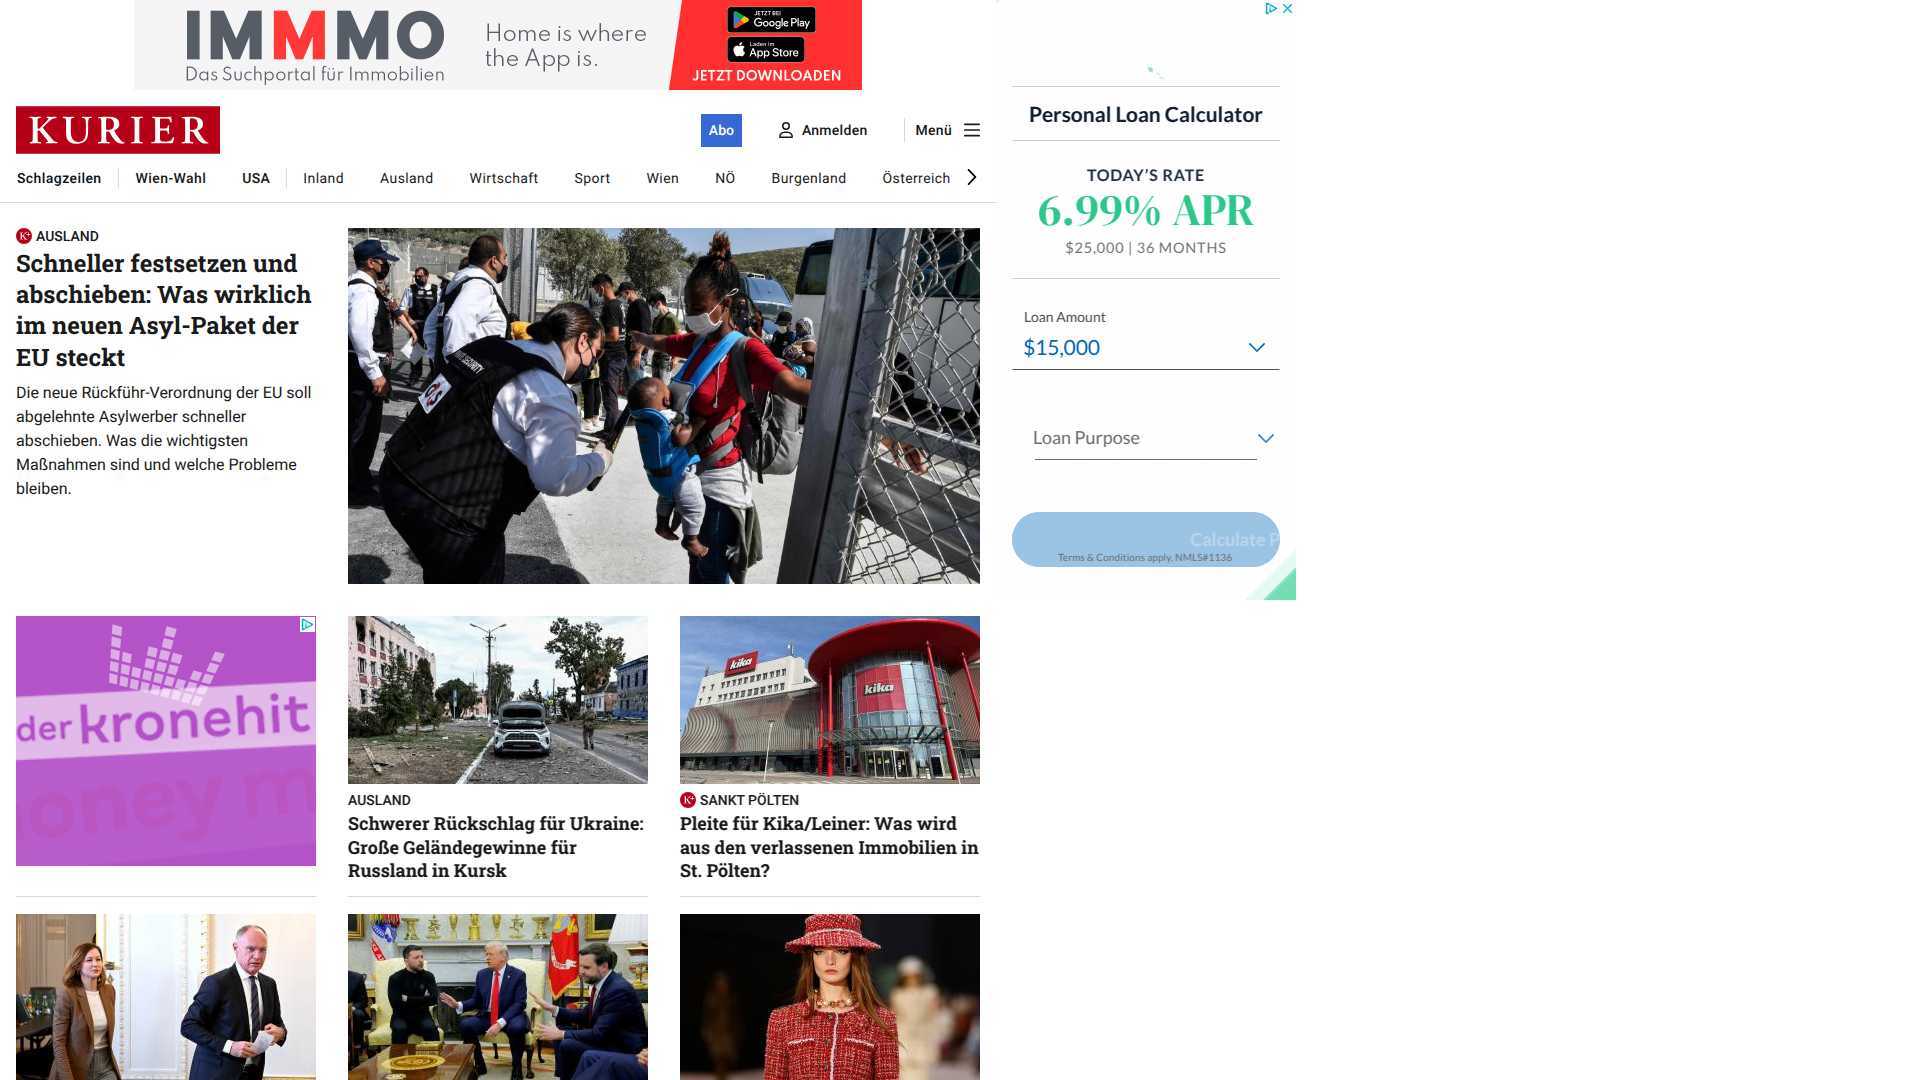 IMMMO
Das Suchportal für Immobilien
Home is where
the App is.
JETZT BEI
Google Play
Laden im
App Store
JETZT DOWNLOADEN
KURIER
Abo
Anmelden
Menü
Schlagzeilen
Wien-Wahl
USA
Inland
Ausland
Wirtschaft
Sport
Wien
NÖ
Burgenland
Österreich
K+ AUSLAND
Schneller festsetzen und
abschieben: Was wirklich
im neuen Asyl-Paket der
EU steckt
Die neue Rückführ-Verordnung der EU soll
abgelehnte Asylwerber schneller
abschieben. Was die wichtigsten
Maßnahmen sind und welche Probleme
bleiben.
Personal Loan Calculator
TODAY'S RATE
6.99% APR
$25,000 | 36 MONTHS
Loan Amount
$15,000
Loan Purpose
Calculate P
Terms & Conditions apply. NMLS#1136
der kronehit
oney m
kika
kika
AUSLAND
Schwerer Rückschlag für Ukraine:
Große Geländegewinne für
Russland in Kursk
K+ SANKT PÖLTEN
Pleite für Kika/Leiner: Was wird
aus den verlassenen Immobilien in
St. Pölten?